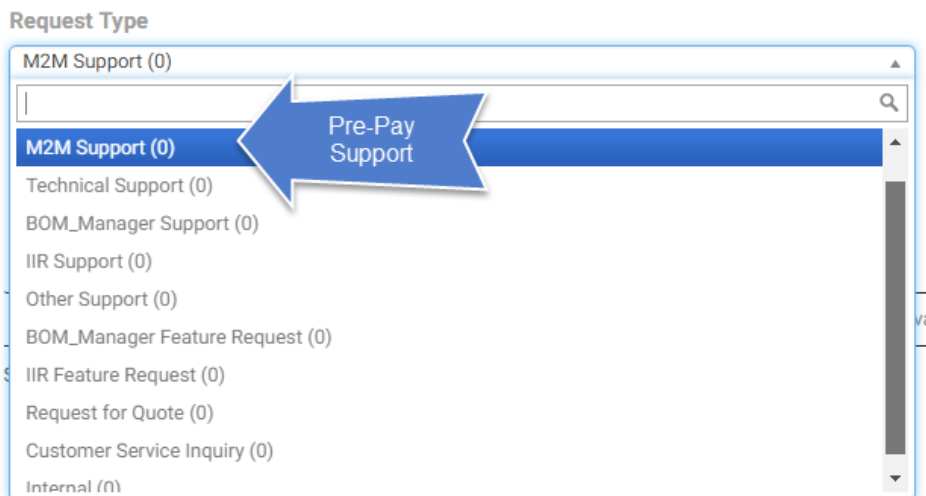 Request Type
M2M Support (0)
M2M Support (0)
Pre-Pay
Support
Technical Support (0)
BOM_Manager Support (0)
IIR Support (0)
Other Support (0)
BOM_Manager Feature Request (0)
IIR Feature Request (0)
Request for Quote (0)
Customer Service Inquiry (0)
Internal (0)